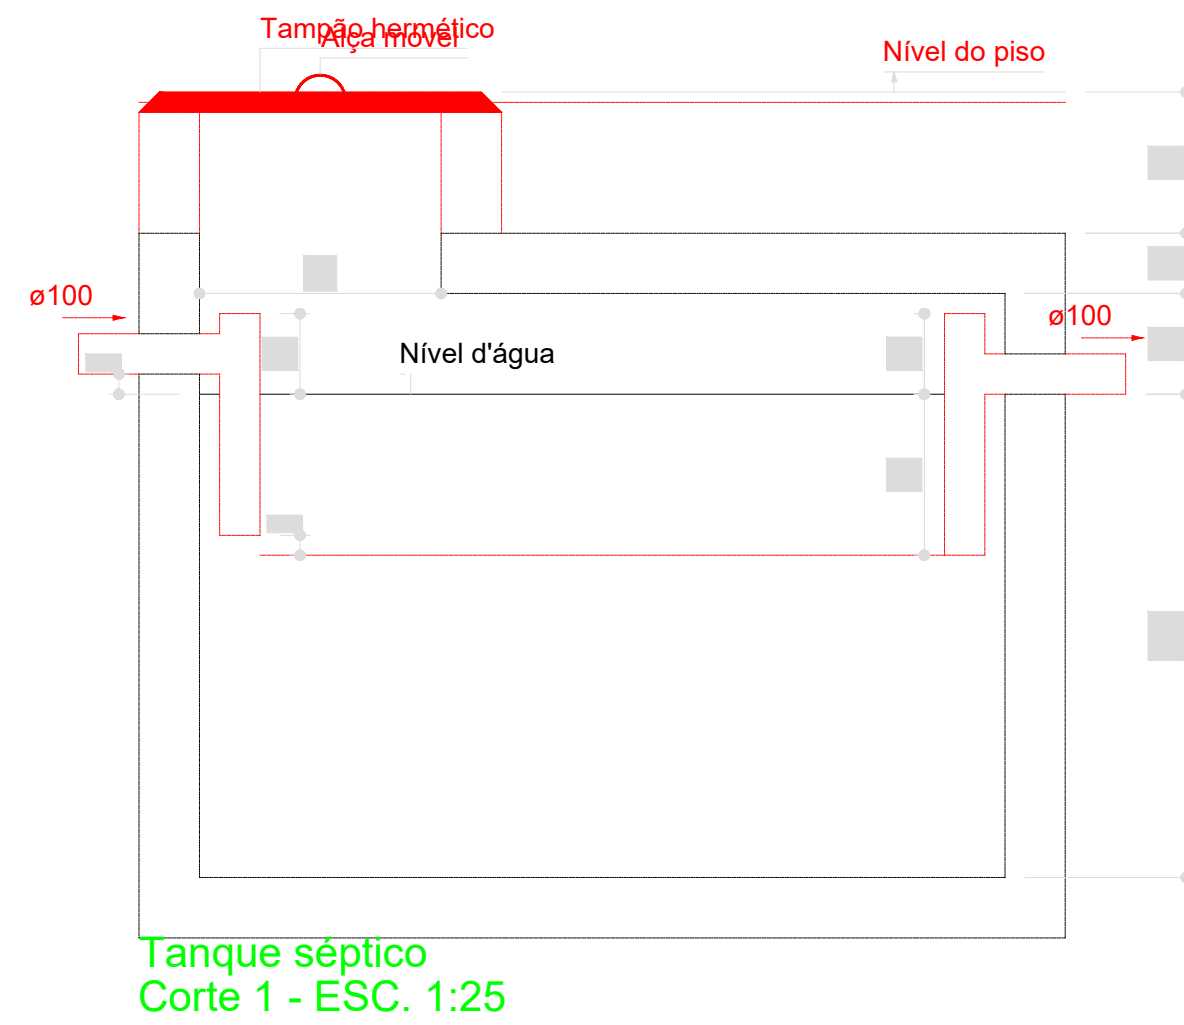 Tampão hermético
Alça móvel
Nível do piso
ø100
ø100
Nível d'água
Tanque séptico
Corte 1 - ESC. 1:25